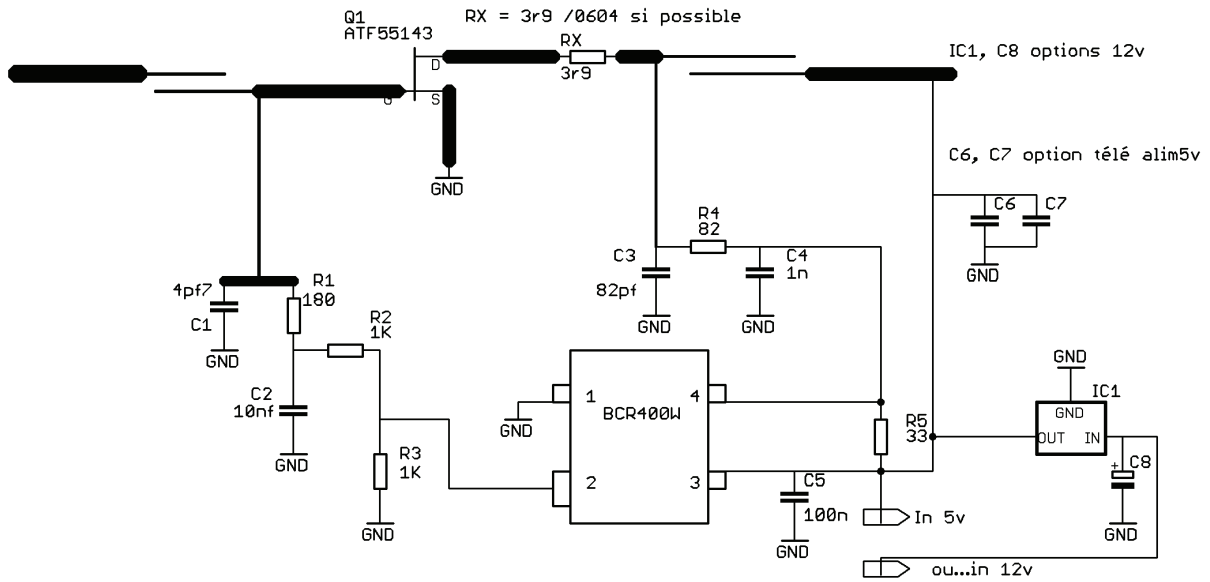 Q1
ATF55143
RX = 3r9 /0604 si possible
RX
3r9
D
G
S
GND
IC1, C8 options 12v
C6, C7 option télé alim5v
C6
C7
GND
R4
82
C3
82pf
GND
C4
1n
GND
R1
180
4pf7
C1
GND
R2
1K
C2
10nf
GND
R3
1K
GND
GND
1
2
BCR400W
4
3
R5
33
C5
100n
GND
In 5v
ou...in 12v
GND
IC1
GND
OUT
IN
+
C8
GND